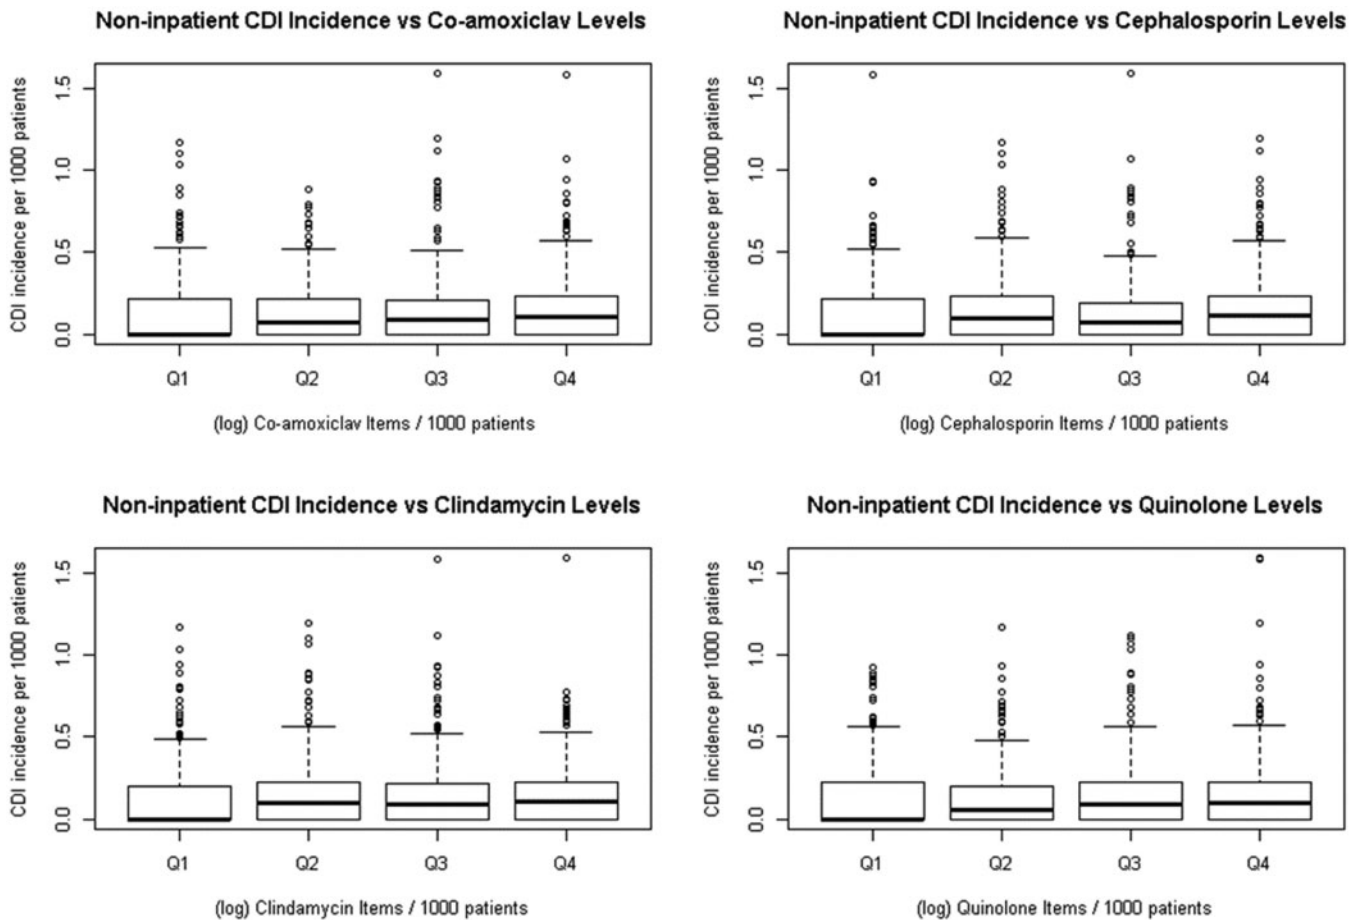 Non-inpatient CDI Incidence vs Co-amoxiclav Levels
CDI incidence per 1000 patients
1.5
1.0
0.5
0.0
Q1 Q2 Q3 Q4
(log) Co-amoxiclav Items / 1000 patients
Non-inpatient CDI Incidence vs Cephalosporin Levels
CDI incidence per 1000 patients
1.5
1.0
0.5
0.0
Q1 Q2 Q3 Q4
(log) Cephalosporin Items / 1000 patients
Non-inpatient CDI Incidence vs Clindamycin Levels
CDI incidence per 1000 patients
1.5
1.0
0.5
0.0
Q1 Q2 Q3 Q4
(log) Clindamycin Items / 1000 patients
Non-inpatient CDI Incidence vs Quinolone Levels
CDI incidence per 1000 patients
1.5
1.0
0.5
0.0
Q1 Q2 Q3 Q4
(log) Quinolone Items / 1000 patients